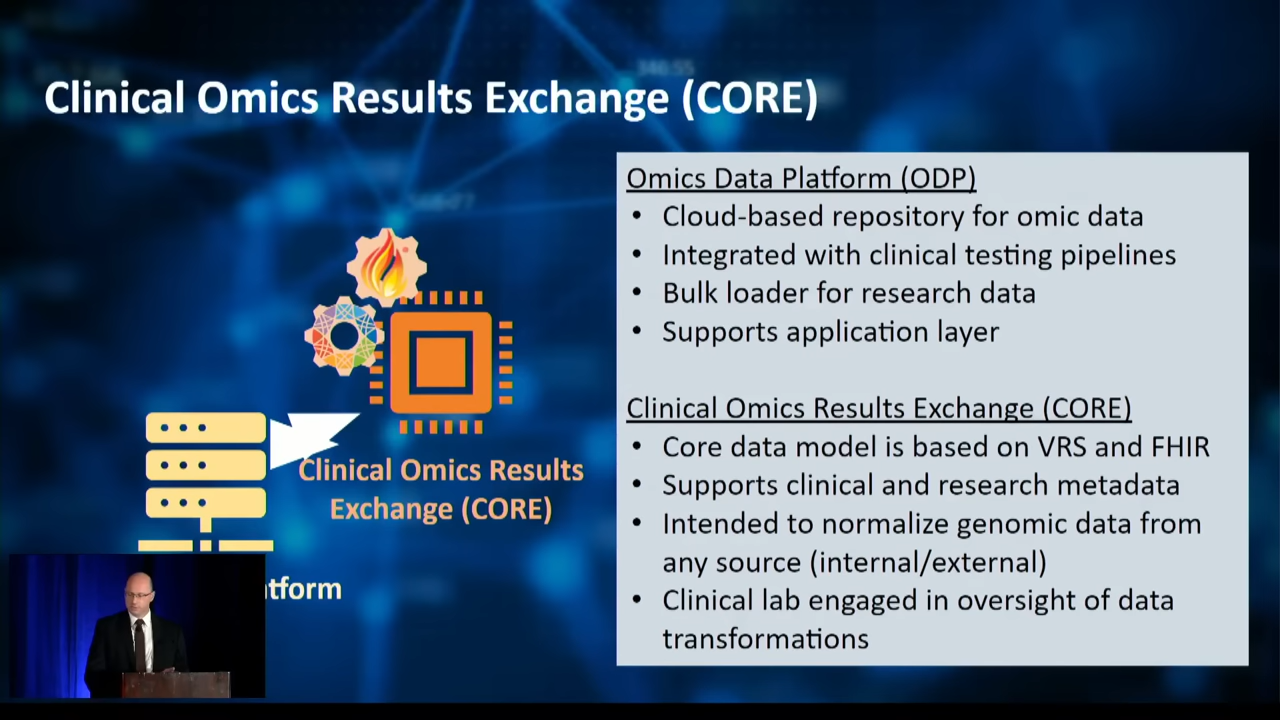 Clinical Omics Results Exchange (CORE)
Omics Data Platform (ODP)
• Cloud-based repository for omic data
• Integrated with clinical testing pipelines
• Bulk loader for research data
• Supports application layer
Clinical Omics Results Exchange (CORE)
• Core data model is based on VRS and FHIR
• Supports clinical and research metadata
• Intended to normalize genomic data from
any source (internal/external)
• Clinical lab engaged in oversight of data
transformations
Clinical Omics Results
Exchange (CORE)
tform